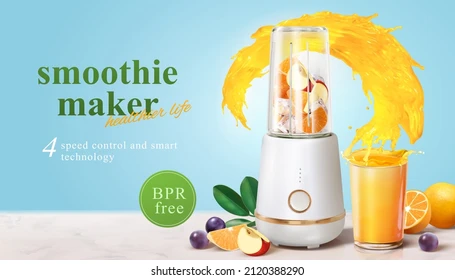 smoothie
maker
healthier life
4 speed control and smart
technology
BPR
free
shutterstock.com · 2120388290